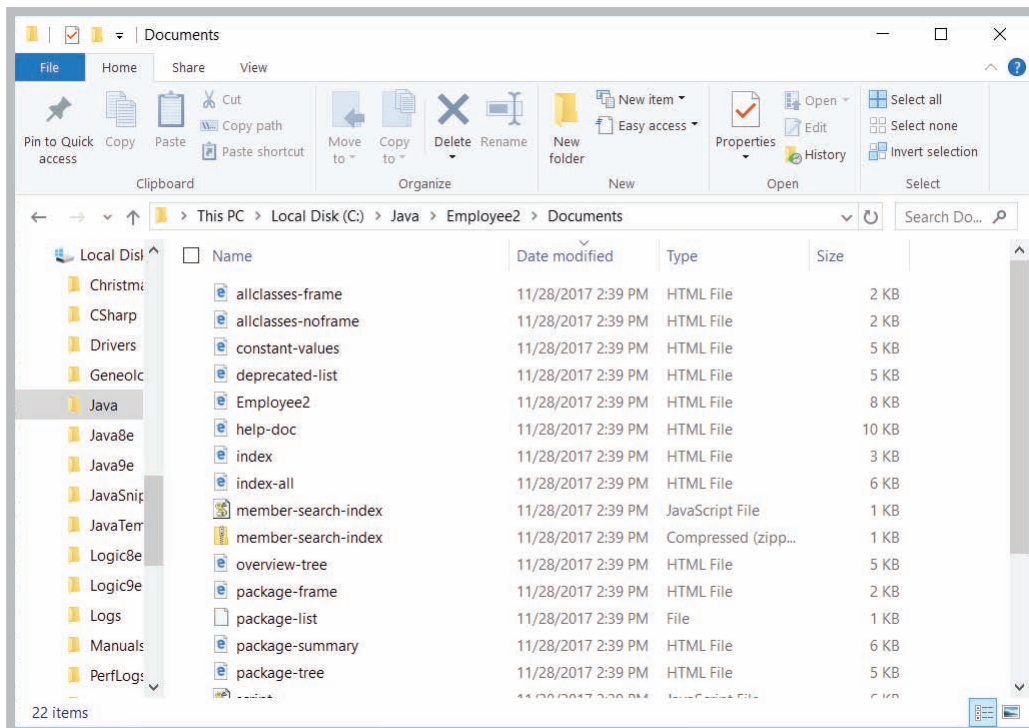 Documents
File Home Share View
Pin to Quick access
Copy
Paste
Cut
Copy path
Paste shortcut
Clipboard
Move to
Copy to
Delete
Rename
Organize
New folder
New item
Easy access
New
Properties
Open
Edit
History
Open
Select all
Select none
Invert selection
Select
This PC > Local Disk (C:) > Java > Employee2 > Documents
Search Do...
Local Disk
Christma
CSharp
Drivers
Geneolo
Java
Java8e
Java9e
JavaSnip
JavaTem
Logic8e
Logic9e
Logs
Manuals
PerfLogs
Name Date modified Type Size
allclasses-frame 11/28/2017 2:39 PM HTML File 2 KB
allclasses-noframe 11/28/2017 2:39 PM HTML File 2 KB
constant-values 11/28/2017 2:39 PM HTML File 5 KB
deprecated-list 11/28/2017 2:39 PM HTML File 5 KB
Employee2 11/28/2017 2:39 PM HTML File 8 KB
help-doc 11/28/2017 2:39 PM HTML File 10 KB
index 11/28/2017 2:39 PM HTML File 3 KB
index-all 11/28/2017 2:39 PM HTML File 6 KB
member-search-index 11/28/2017 2:39 PM JavaScript File 1 KB
member-search-index 11/28/2017 2:39 PM Compressed (zipp... 1 KB
overview-tree 11/28/2017 2:39 PM HTML File 5 KB
package-frame 11/28/2017 2:39 PM HTML File 2 KB
package-list 11/28/2017 2:39 PM File 1 KB
package-summary 11/28/2017 2:39 PM HTML File 6 KB
package-tree 11/28/2017 2:39 PM HTML File 5 KB
22 items